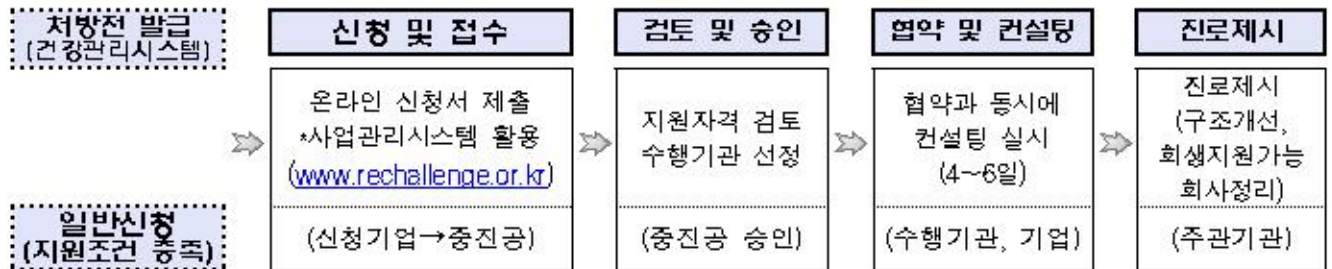 처방전 발급
(건강관리시스템)
신청 및 접수
검토 및 승인
협약 및 컨설팅
진로제시
온라인 신청서 제출
*사업관리시스템 활용
(www.rechallenge.or.kr)
지원자격 검토
수행기관 선정
협약과 동시에
컨설팅 실시
(4~6일)
진로제시
(구조개선,
회생지원가능
회사정리)
일반신청
(지원조건 충족)
(신청기업→중진공)
(중진공 승인)
(수행기관, 기업)
(주관기관)